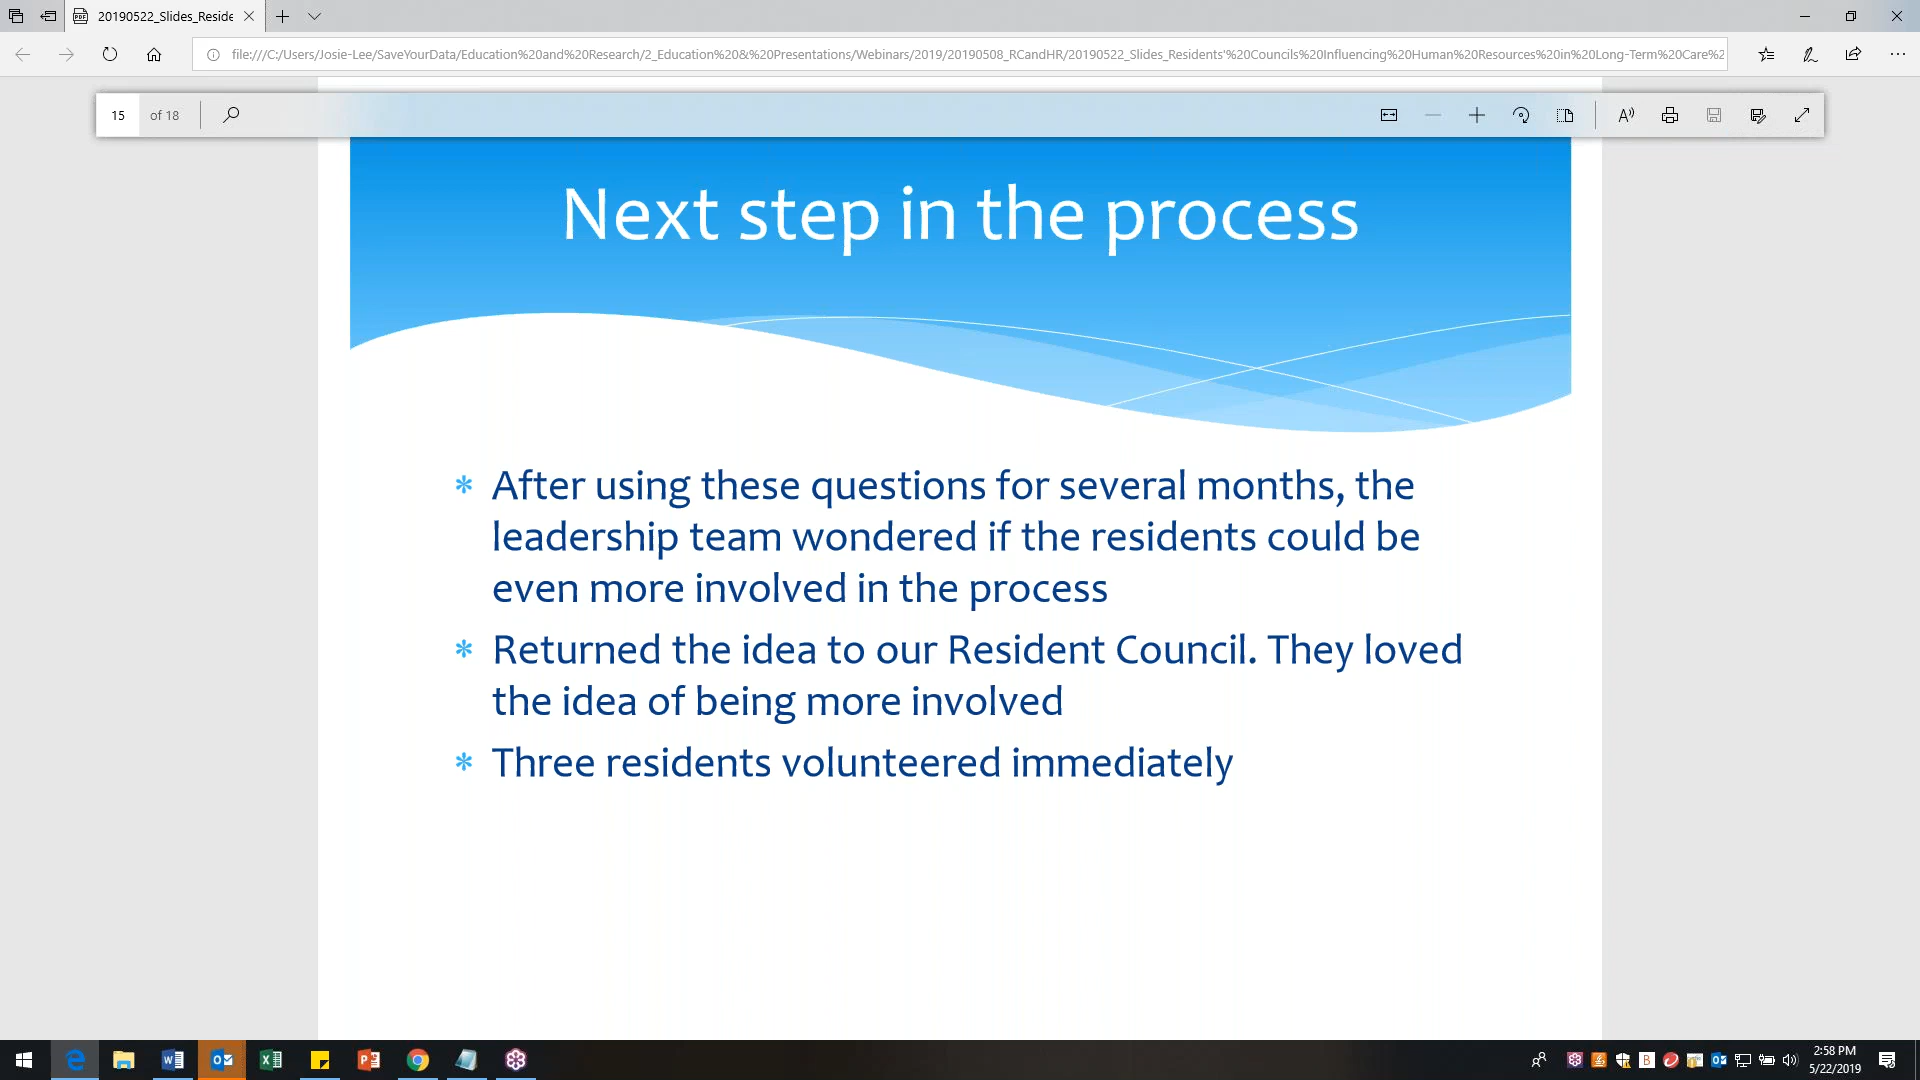 20190522_Slides_Reside
file:///C:/Users/Josie-Lee/SaveYourData/Education%20and%20Research/2_Education%20&%20Presentations/Webinars/2019/20190508_RCandHR/20190522_Slides_Residents'%20Councils%20Influencing%20Human%20Resources%20in%20Long-Term%20Care%2
15 of 18
Next step in the process
* After using these questions for several months, the
leadership team wondered if the residents could be
even more involved in the process
* Returned the idea to our Resident Council. They loved
the idea of being more involved
* Three residents volunteered immediately
2:58 PM
5/22/2019